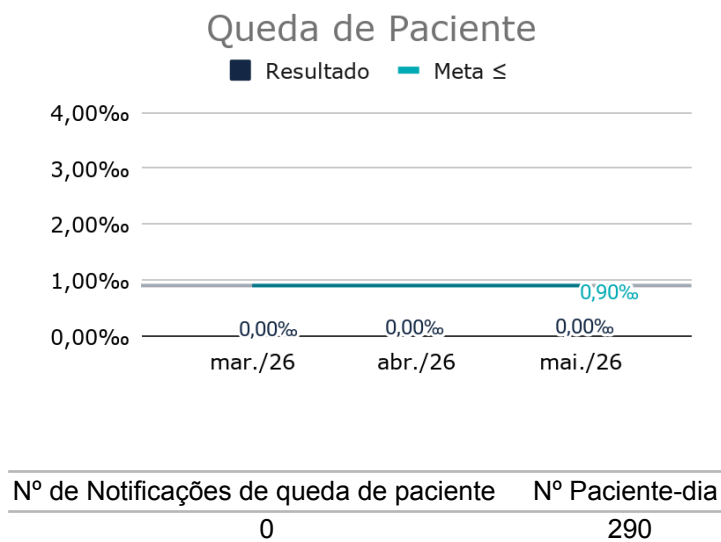 Queda de Paciente
Resultado Meta ≤
4,00‰
3,00‰
2,00‰
1,00‰
0,90‰
0,00‰ 0,00‰ 0,00‰ 0,00‰
mar./26 abr./26 mai./26
Nº de Notificações de queda de paciente Nº Paciente-dia
0 290